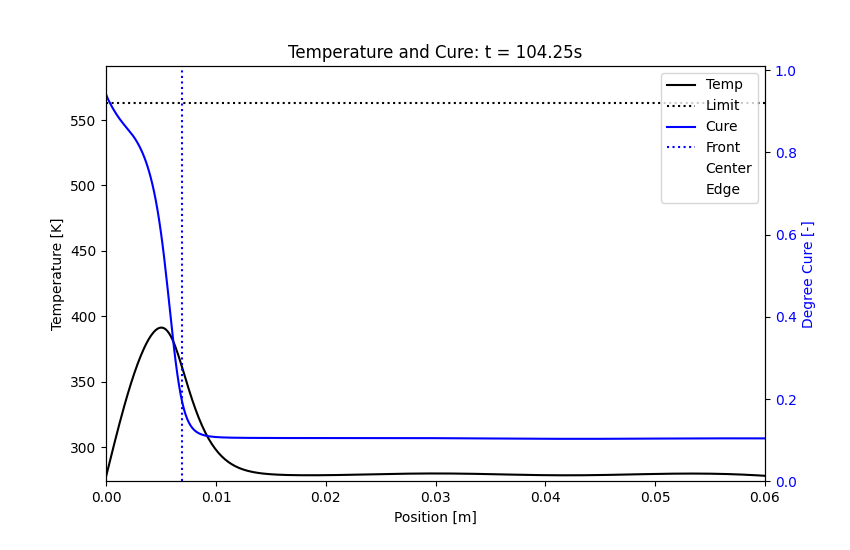 Temperature and Cure: t = 104.25s
Temp
Limit
Cure
Front
Center
Edge
550
500
450
400
350
300
Temperature [K]
1.0
0.8
0.6
0.4
0.2
0.0
Degree Cure [-]
0.00 0.01 0.02 0.03 0.04 0.05 0.06
Position [m]